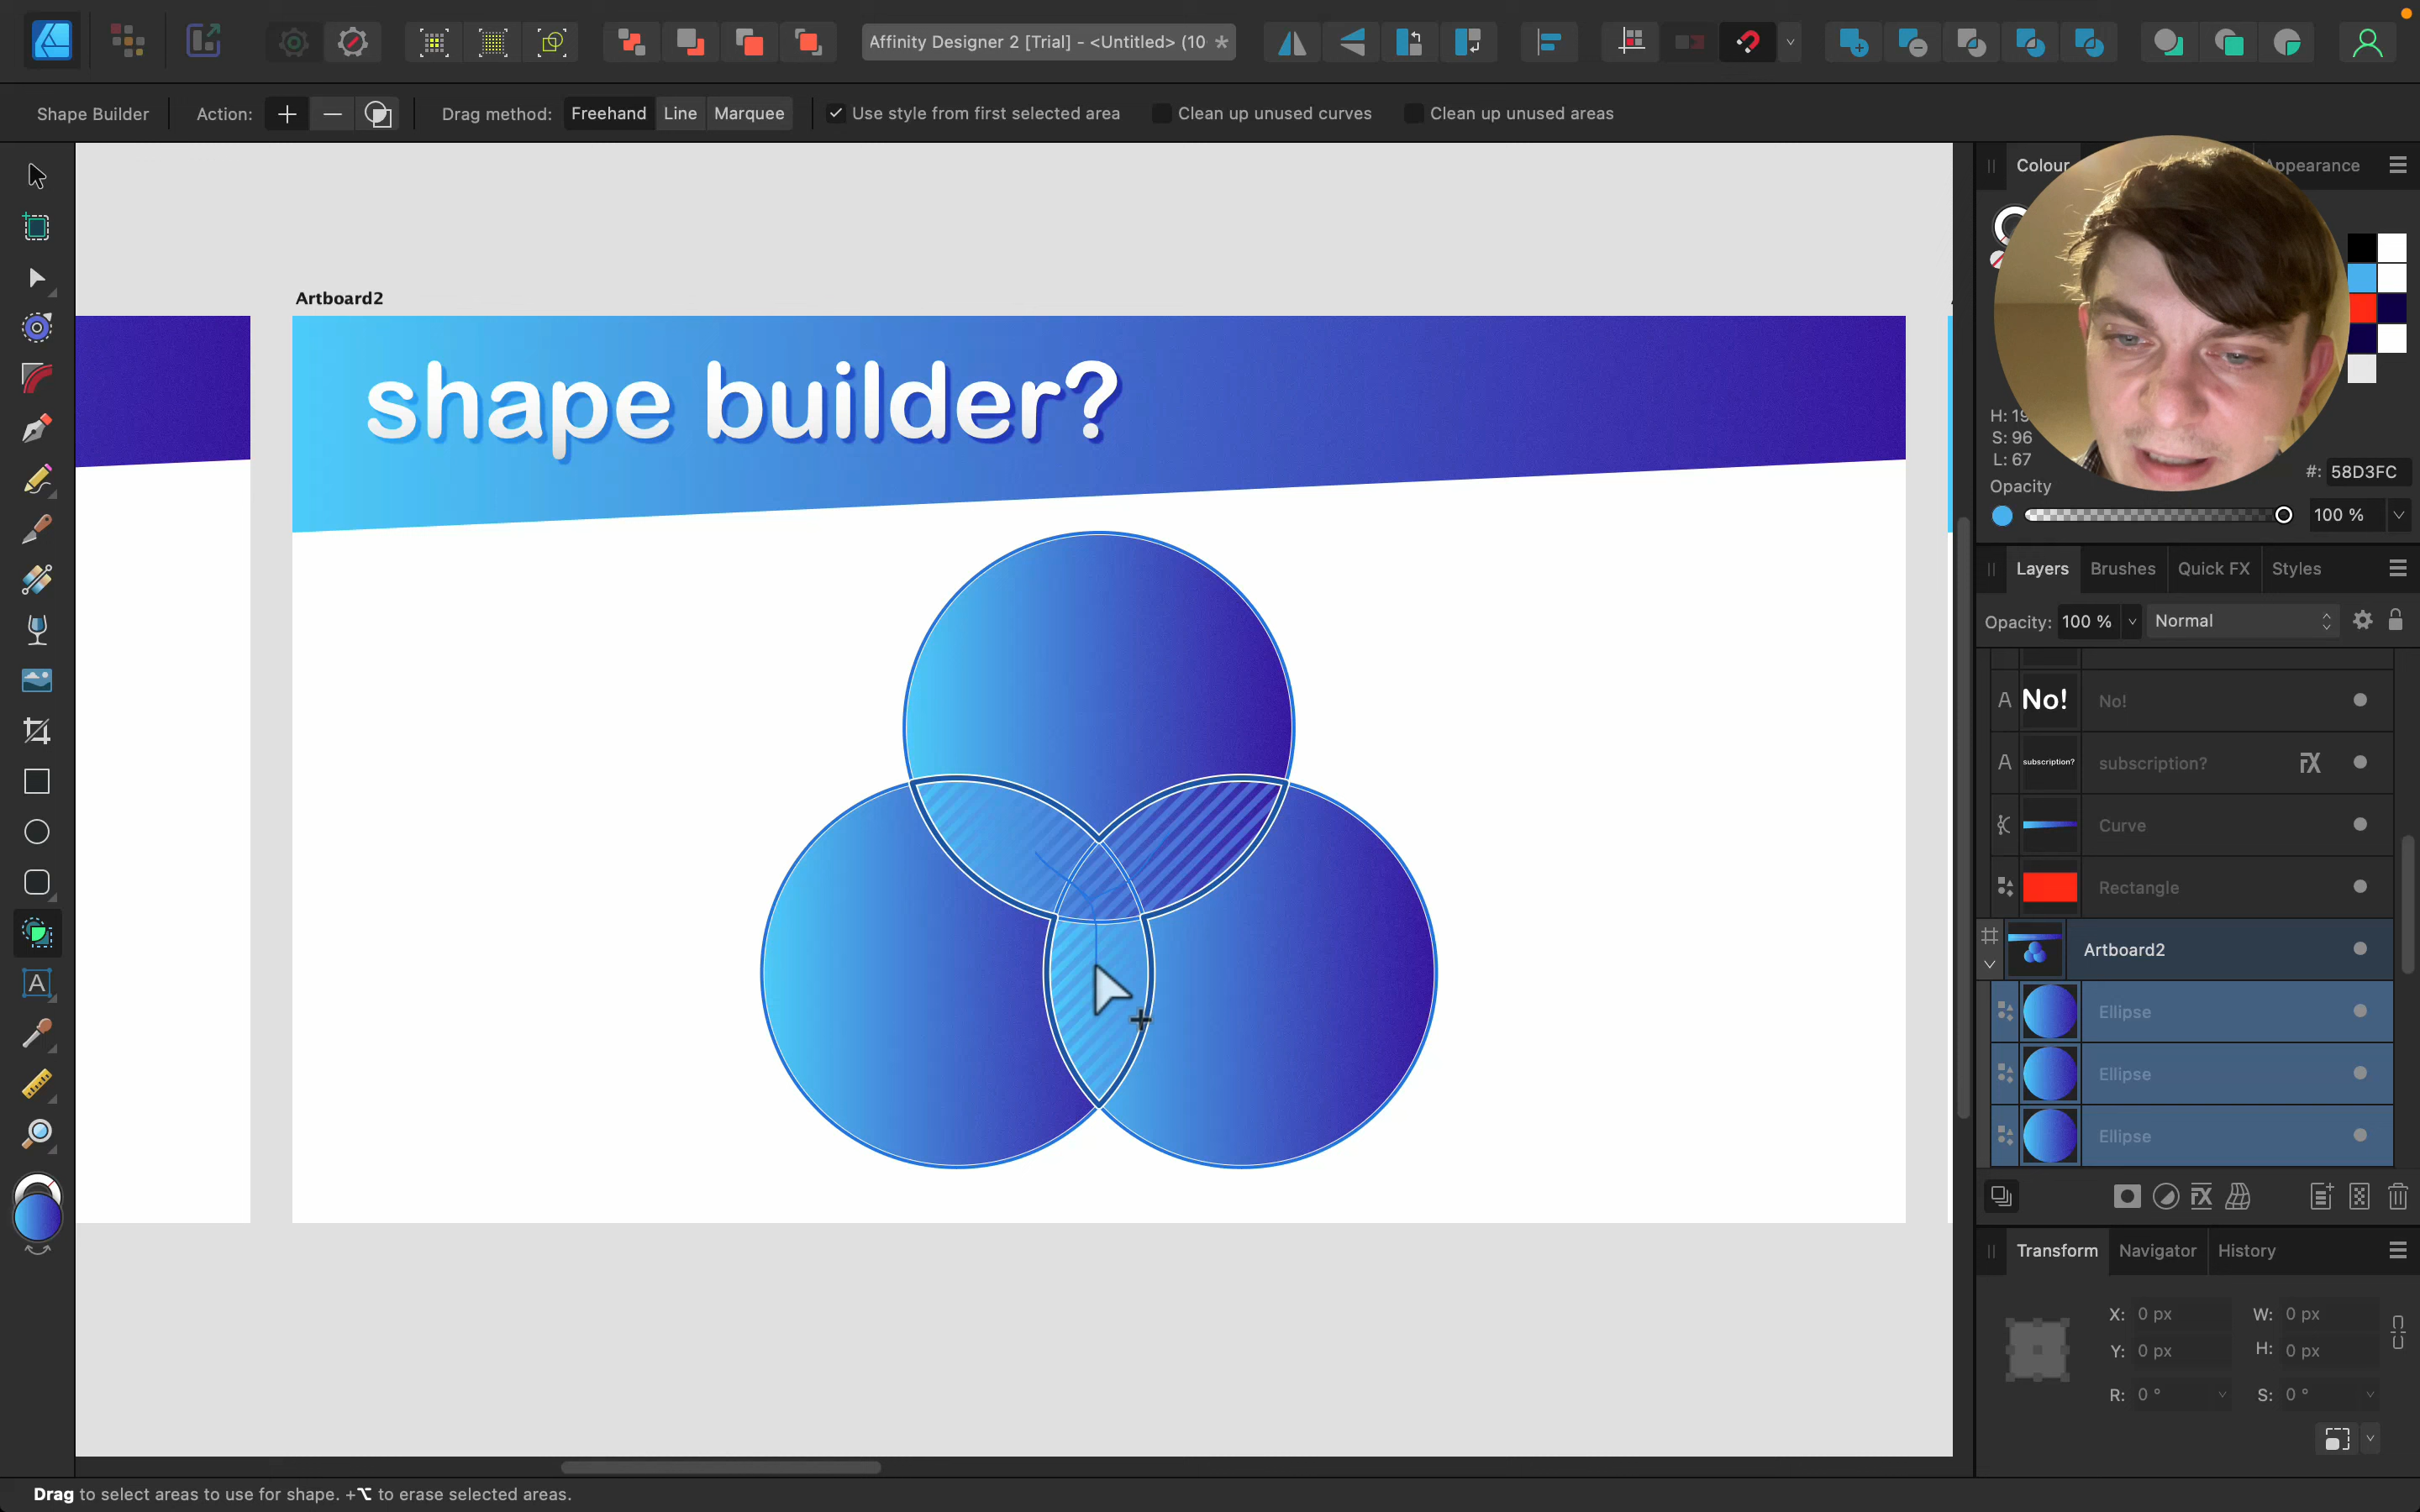 Affinity Designer 2 [Trial] - <Untitled> (10
Shape Builder
Action:
Drag method:
Freehand
Line
Marquee
Use style from first selected area
Clean up unused curves
Clean up unused areas
Artboard2
shape builder?
Colour
Appearance
H: 19
S: 96
L: 67
#: 58D3FC
Opacity
100 %
Layers
Brushes
Quick FX
Styles
Opacity: 100 %
Normal
A No! No!
A subscription? subscription? FX
Curve
Rectangle
Artboard2
Ellipse
Ellipse
Ellipse
FX
A
Transform
Navigator
History
X: 0 px
W: 0 px
Y: 0 px
H: 0 px
R: 0 °
S: 0 °
Drag to select areas to use for shape. +⌥ to erase selected areas.